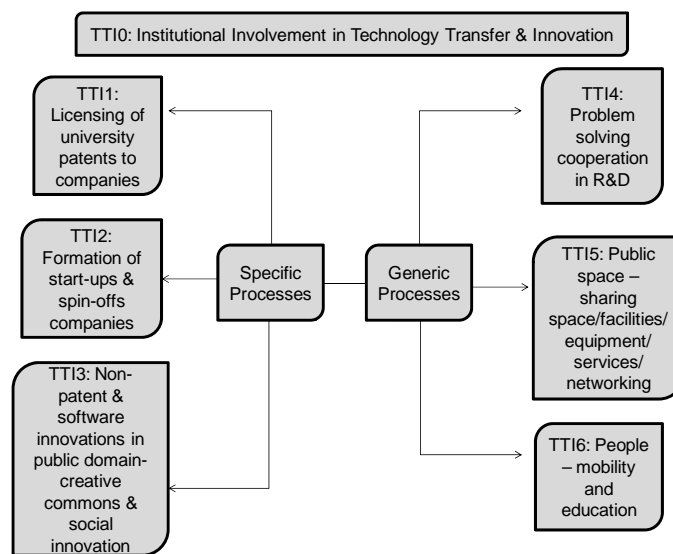 TTI0: Institutional Involvement in Technology Transfer & Innovation
TTI1:
Licensing of
university
patents to
companies
TTI2:
Formation of
start-ups &
spin-offs
companies
TTI3: Non-
patent &
software
innovations in
public domain-
creative
commons &
social
innovation
Specific
Processes
Generic
Processes
TTI4:
Problem
solving
cooperation
in R&D
TTI5: Public
space –
sharing
space/facilities/
equipment/
services/
networking
TTI6: People
– mobility
and
education